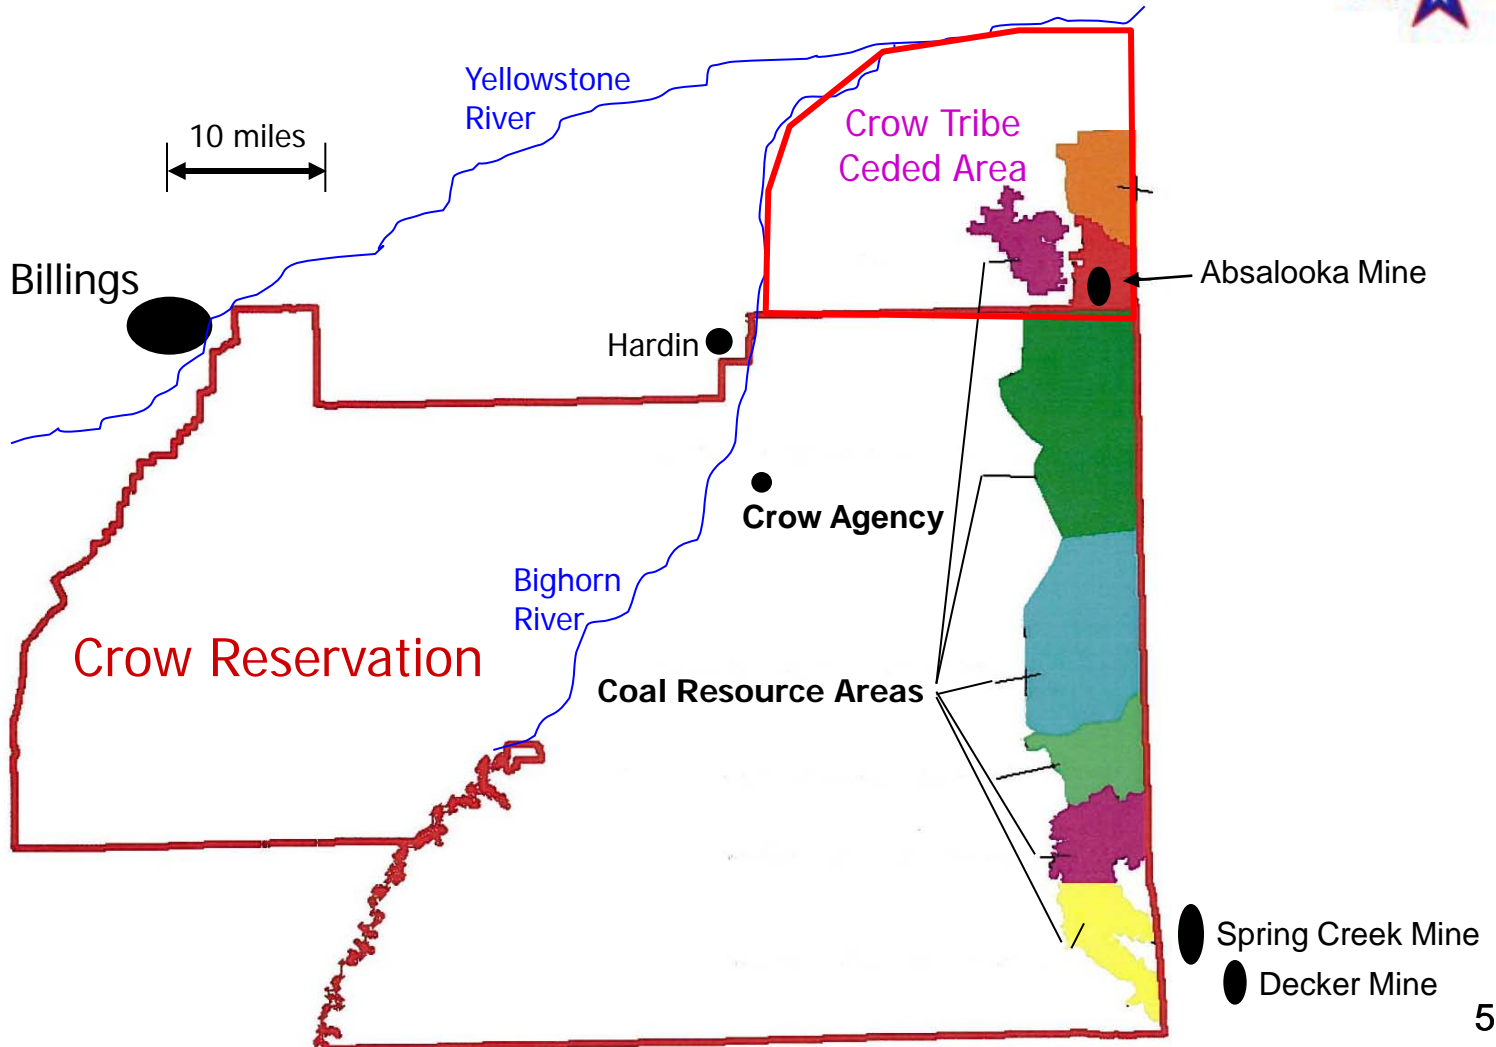 Yellowstone
River
10 miles
Crow Tribe
Ceded Area
Billings
Absalooka Mine
Hardin
Crow Agency
Bighorn
River
Crow Reservation
Coal Resource Areas
Spring Creek Mine
Decker Mine
5